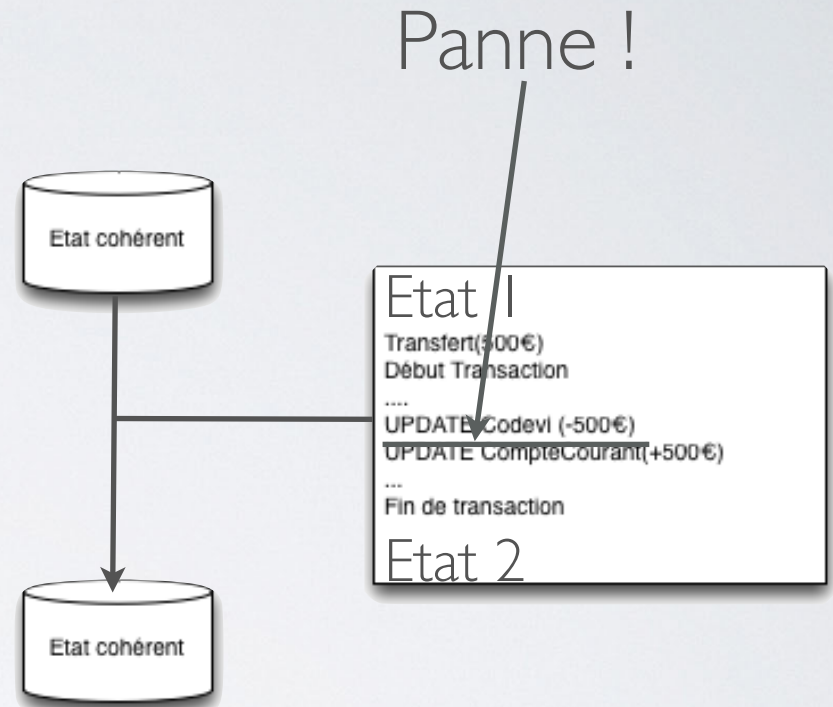 Panne !
Etat cohérent
Etat 1
Transfert(500€)
Début Transaction
....
UPDATE Codevi (-500€)
UPDATE CompteCourant(+500€)
...
Fin de transaction
Etat 2
Etat cohérent